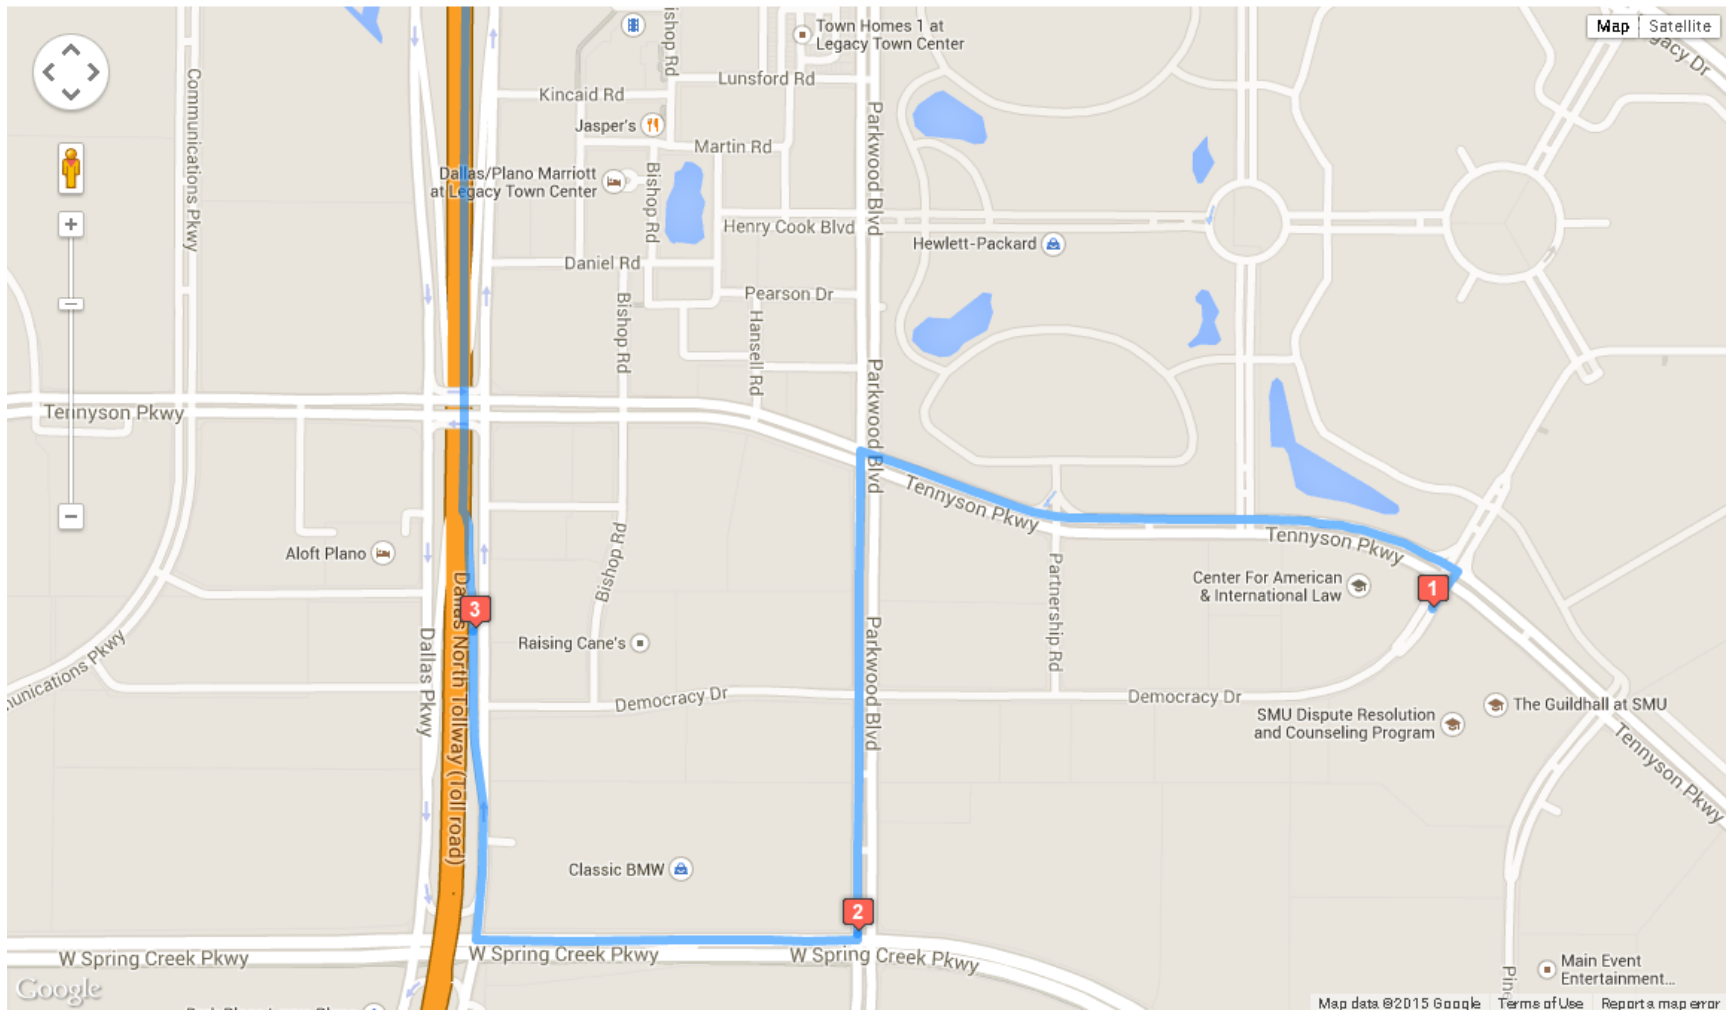 Map
Satellite
Legacy Dr
Town Homes 1 at
Legacy Town Center
Bishop Rd
Lunsford Rd
Kincaid Rd
Communications Pkwy
Jasper's
Parkwood Blvd
Martin Rd
Dallas/Plano Marriott
at Legacy Town Center
Bishop Rd
Henry Cook Blvd
Hewlett-Packard
Daniel Rd
Pearson Dr
Bishop Rd
Hansell Rd
Parkwood Blvd
Tennyson Pkwy
Tennyson Pkwy
Tennyson Pkwy
Aloft Plano
Bishop Rd
Partnership Rd
Center For American
& International Law
1
3
Dallas North Tollway (Toll road)
Raising Cane's
Dallas Pkwy
Parkwood Blvd
munications Pkwy
Democracy Dr
Democracy Dr
The Guildhall at SMU
SMU Dispute Resolution
and Counseling Program
Tennyson Pkwy
Classic BMW
2
W Spring Creek Pkwy
W Spring Creek Pkwy
W Spring Creek Pkwy
Main Event
Entertainment...
Google
Map data ©2015 Google
Terms of Use
Report a map error